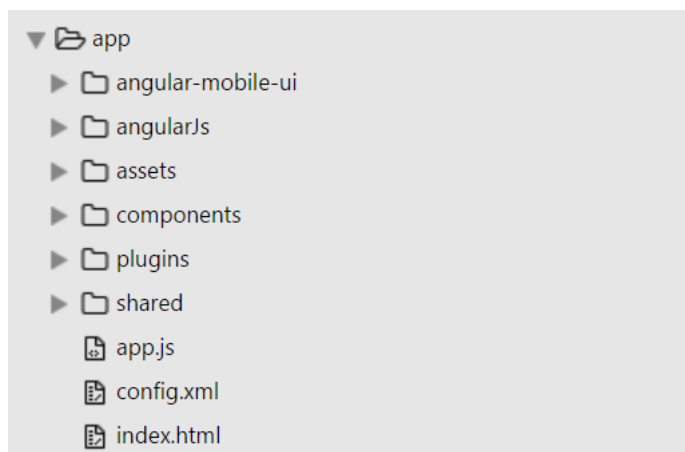 app
angular-mobile-ui
angularJs
assets
components
plugins
shared
app.js
config.xml
index.html